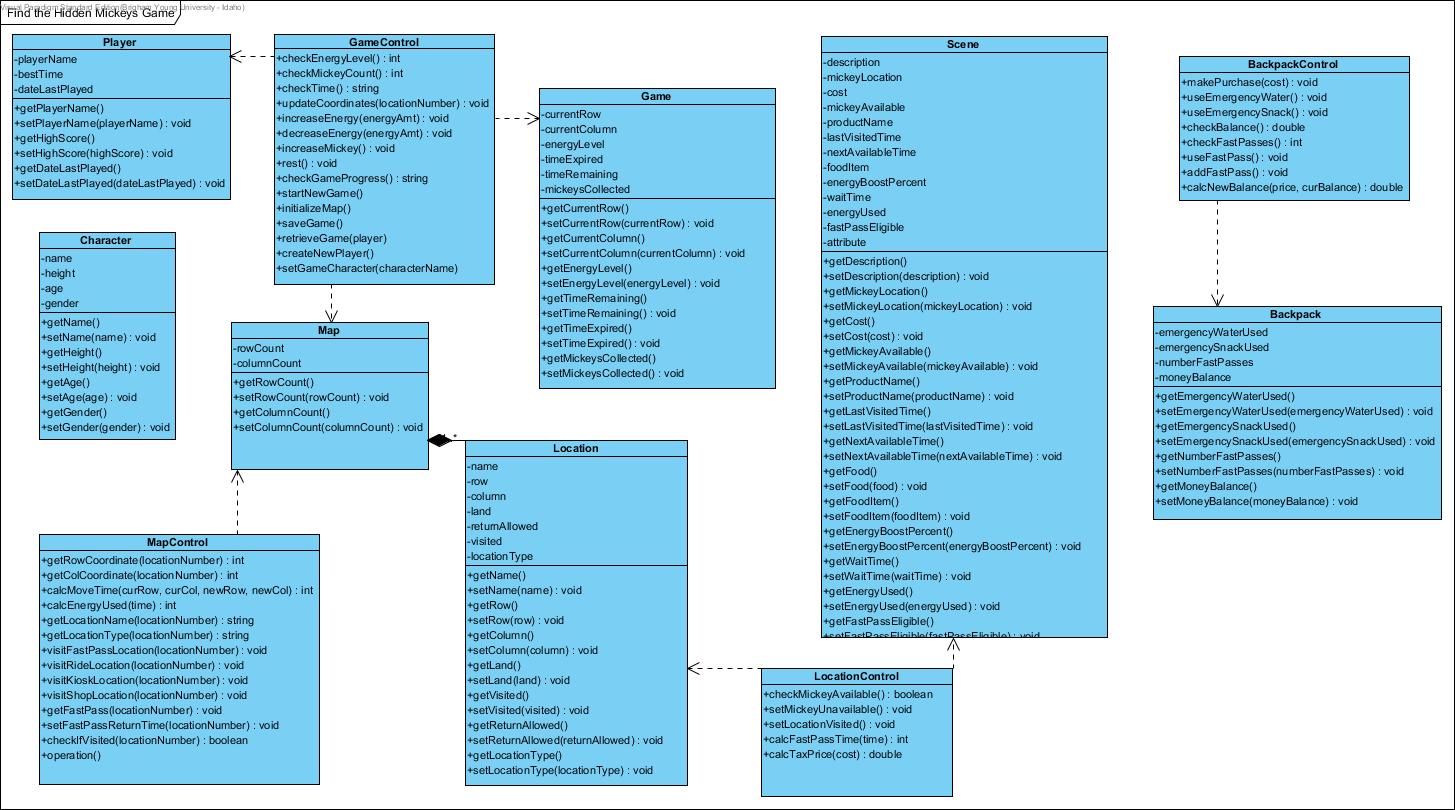 Visual Paradigm Standard Edition(Brigham Young University - Idaho)
Find the Hidden Mickeys Game
Player
-playerName
-bestTime
-dateLastPlayed
+getPlayerName()
+setPlayerName(playerName) : void
+getHighScore()
+setHighScore(highScore) : void
+getDateLastPlayed()
+setDateLastPlayed(dateLastPlayed) : void
GameControl
+checkEnergyLevel() : int
+checkMickeyCount() : int
+checkTime() : string
+updateCoordinates(locationNumber) : void
+increaseEnergy(energyAmt) : void
+decreaseEnergy(energyAmt) : void
+increaseMickey() : void
+rest() : void
+checkGameProgress() : string
+startNewGame()
+initializeMap()
+saveGame()
+retrieveGame(player)
+createNewPlayer()
+setGameCharacter(characterName)
Game
-currentRow
-currentColumn
-energyLevel
-timeExpired
-timeRemaining
-mickeysCollected
+getCurrentRow()
+setCurrentRow(currentRow) : void
+getCurrentColumn()
+setCurrentColumn(currentColumn) : void
+getEnergyLevel()
+setEnergyLevel(energyLevel) : void
+getTimeRemaining()
+setTimeRemaining() : void
+getTimeExpired()
+setTimeExpired() : void
+getMickeysCollected()
+setMickeysCollected() : void
Scene
-description
-mickeyLocation
-cost
-mickeyAvailable
-productName
-lastVisitedTime
-nextAvailableTime
-foodItem
-energyBoostPercent
-waitTime
-energyUsed
-fastPassEligible
-attribute
+getDescription()
+setDescription(description) : void
+getMickeyLocation()
+setMickeyLocation(mickeyLocation) : void
+getCost()
+setCost(cost) : void
+getMickeyAvailable()
+setMickeyAvailable(mickeyAvailable) : void
+getProductName()
+setProductName(productName) : void
+getLastVisitedTime()
+setLastVisitedTime(lastVisitedTime) : void
+getNextAvailableTime()
+setNextAvailableTime(nextAvailableTime) : void
+getFood()
+setFood(food) : void
+getFoodItem()
+setFoodItem(foodItem) : void
+getEnergyBoostPercent()
+setEnergyBoostPercent(energyBoostPercent) : void
+getWaitTime()
+setWaitTime(waitTime) : void
+getEnergyUsed()
+setEnergyUsed(energyUsed) : void
+getFastPassEligible()
+setFastPassEligible(fastPassEligible) : void
BackpackControl
+makePurchase(cost) : void
+useEmergencyWater() : void
+useEmergencySnack() : void
+checkBalance() : double
+checkFastPasses() : int
+useFastPass() : void
+addFastPass() : void
+calcNewBalance(price, curBalance) : double
Character
-name
-height
-age
-gender
+getName()
+setName(name) : void
+getHeight()
+setHeight(height) : void
+getAge()
+setAge(age) : void
+getGender()
+setGender(gender) : void
Map
-rowCount
-columnCount
+getRowCount()
+setRowCount(rowCount) : void
+getColumnCount()
+setColumnCount(columnCount) : void
*
Backpack
-emergencyWaterUsed
-emergencySnackUsed
-numberFastPasses
-moneyBalance
+getEmergencyWaterUsed()
+setEmergencyWaterUsed(emergencyWaterUsed) : void
+getEmergencySnackUsed()
+setEmergencySnackUsed(emergencySnackUsed) : void
+getNumberFastPasses()
+setNumberFastPasses(numberFastPasses) : void
+getMoneyBalance()
+setMoneyBalance(moneyBalance) : void
Location
-name
-row
-column
-land
-returnAllowed
-visited
-locationType
+getName()
+setName(name) : void
+getRow()
+setRow(row) : void
+getColumn()
+setColumn(column) : void
+getLand()
+setLand(land) : void
+getVisited()
+setVisited(visited) : void
+getReturnAllowed()
+setReturnAllowed(returnAllowed) : void
+getLocationType()
+setLocationType(locationType) : void
MapControl
+getRowCoordinate(locationNumber) : int
+getColCoordinate(locationNumber) : int
+calcMoveTime(curRow, curCol, newRow, newCol) : int
+calcEnergyUsed(time) : int
+getLocationName(locationNumber) : string
+getLocationType(locationNumber) : string
+visitFastPassLocation(locationNumber) : void
+visitRideLocation(locationNumber) : void
+visitKioskLocation(locationNumber) : void
+visitShopLocation(locationNumber) : void
+getFastPass(locationNumber) : void
+setFastPassReturnTime(locationNumber) : void
+checkIfVisited(locationNumber) : boolean
+operation()
LocationControl
+checkMickeyAvailable() : boolean
+setMickeyUnavailable() : void
+setLocationVisited() : void
+calcFastPassTime(time) : int
+calcTaxPrice(cost) : double